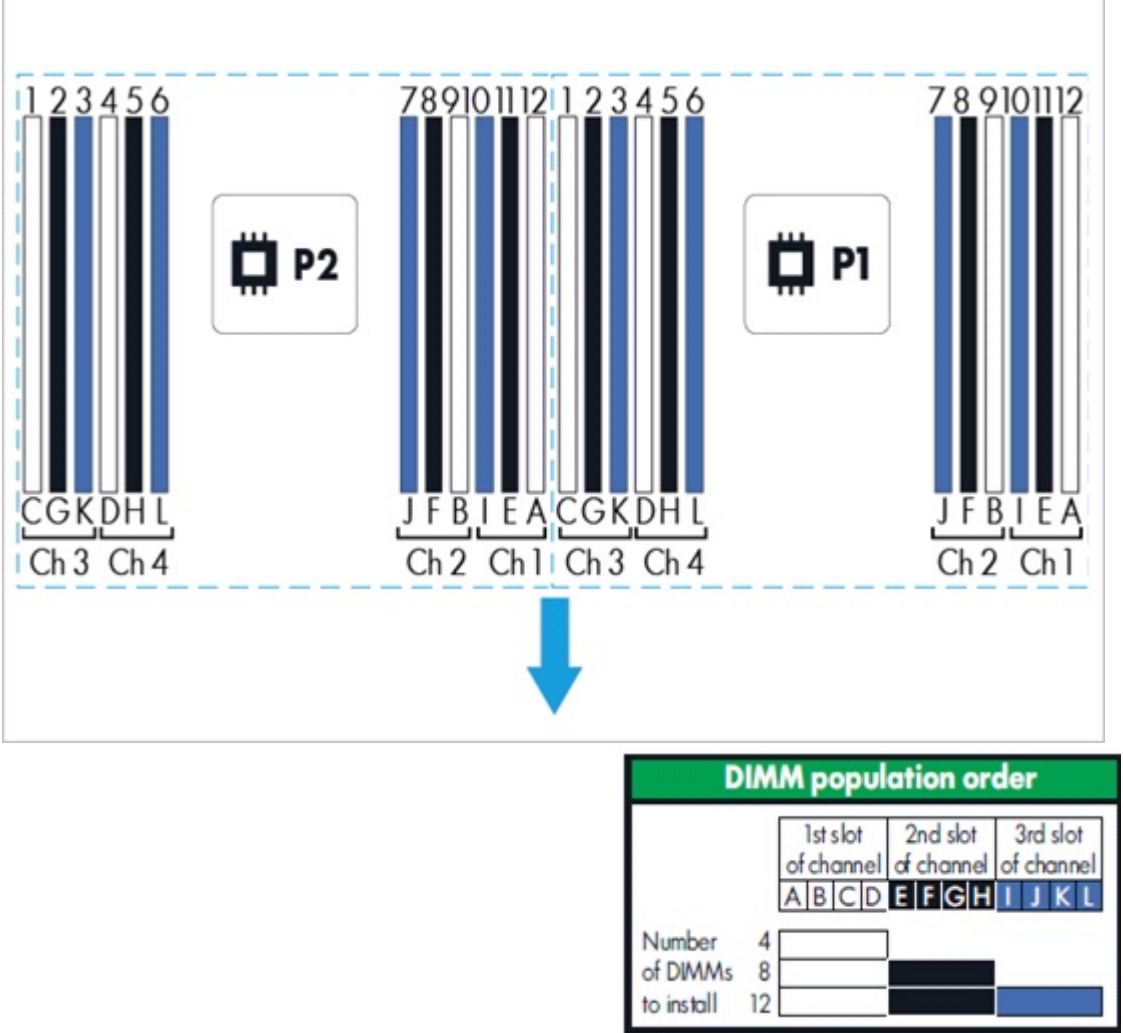 1 2 3 4 5 6 7 8 9 10 11 12 1 2 3 4 5 6 7 8 9 10 11 12
P2 P1
C G K D H L J F B I E A C G K D H L J F B I E A
Ch 3 Ch 4 Ch 2 Ch 1 Ch 3 Ch 4 Ch 2 Ch 1
DIMM population order
1st slot 2nd slot 3rd slot
of channel of channel of channel
A B C D E F G H I J K L
Number 4
of DIMMs 8
to install 12